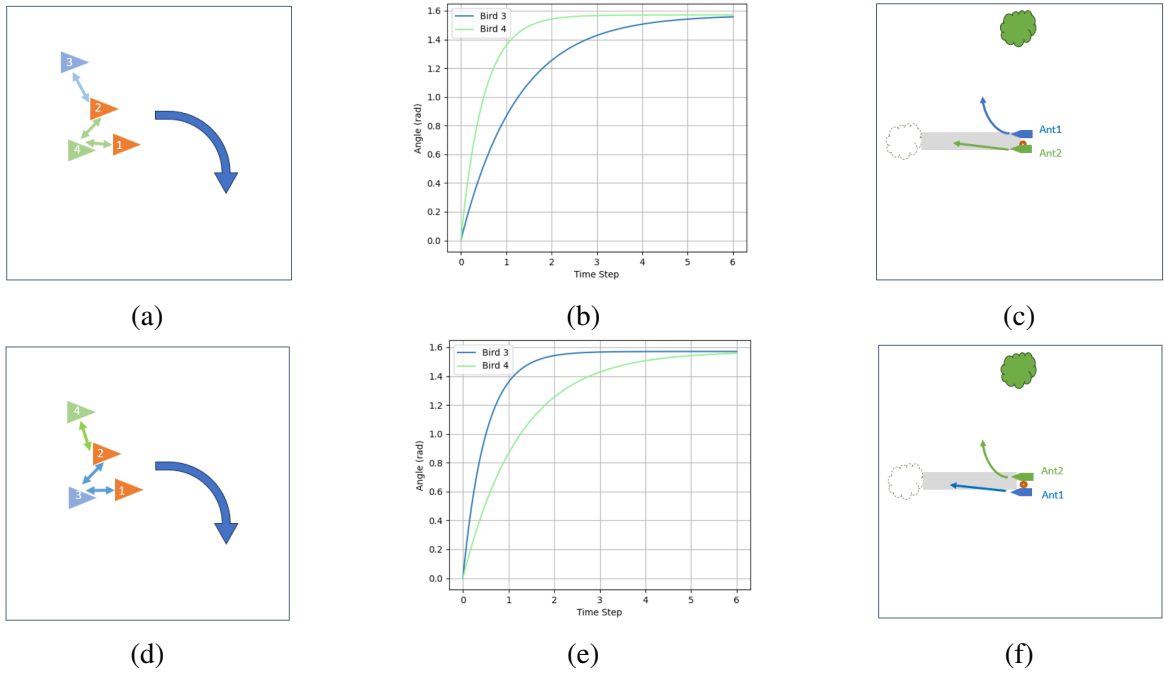 3
2
4
1
1.6
1.4
1.2
1.0
0.8
0.6
0.4
0.2
0.0
Angle (rad)
Bird 3
Bird 4
0 1 2 3 4 5 6
Time Step
Ant1
Ant2
(a) (b) (c)
4
2
3
1
1.6
1.4
1.2
1.0
0.8
0.6
0.4
0.2
0.0
Angle (rad)
Bird 3
Bird 4
0 1 2 3 4 5 6
Time Step
Ant2
Ant1
(d) (e) (f)